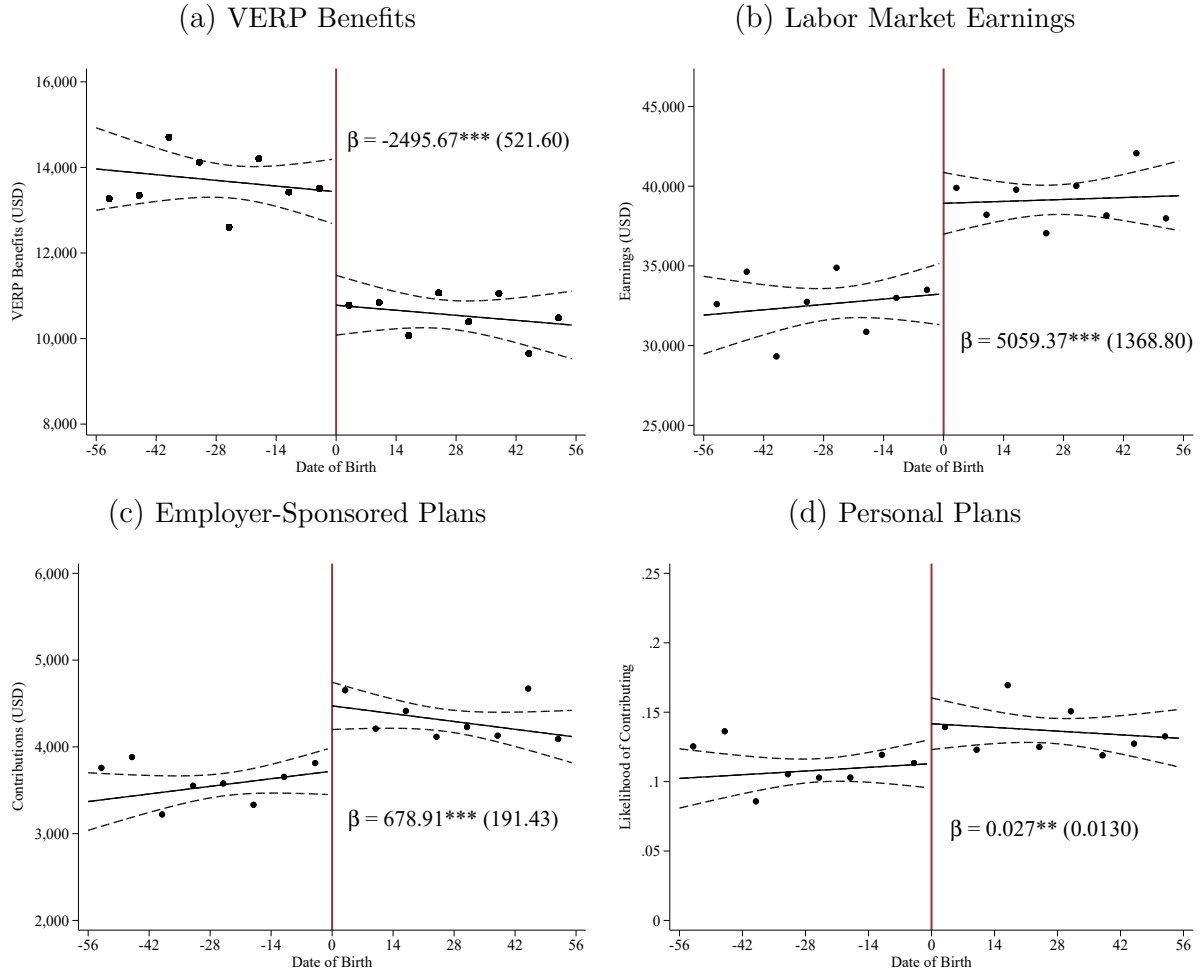 (a) VERP Benefits
16,000
14,000
12,000
10,000
8,000
VERP Benefits (USD)
β = -2495.67*** (521.60)
-56 -42 -28 -14 0 14 28 42 56
Date of Birth
(b) Labor Market Earnings
45,000
40,000
35,000
30,000
25,000
Earnings (USD)
β = 5059.37*** (1368.80)
-56 -42 -28 -14 0 14 28 42 56
Date of Birth
(c) Employer-Sponsored Plans
6,000
5,000
4,000
3,000
2,000
Contributions (USD)
β = 678.91*** (191.43)
-56 -42 -28 -14 0 14 28 42 56
Date of Birth
(d) Personal Plans
.25
.2
.15
.1
.05
0
Likelihood of Contributing
β = 0.027** (0.0130)
-56 -42 -28 -14 0 14 28 42 56
Date of Birth